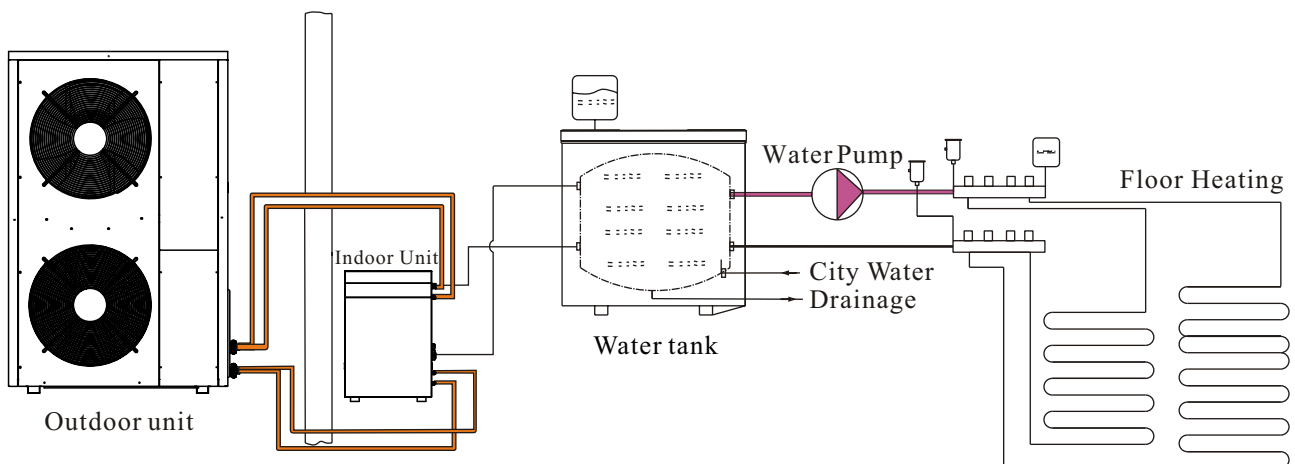 Water Pump
Floor Heating
Indoor Unit
City Water
Drainage
Water tank
Outdoor unit